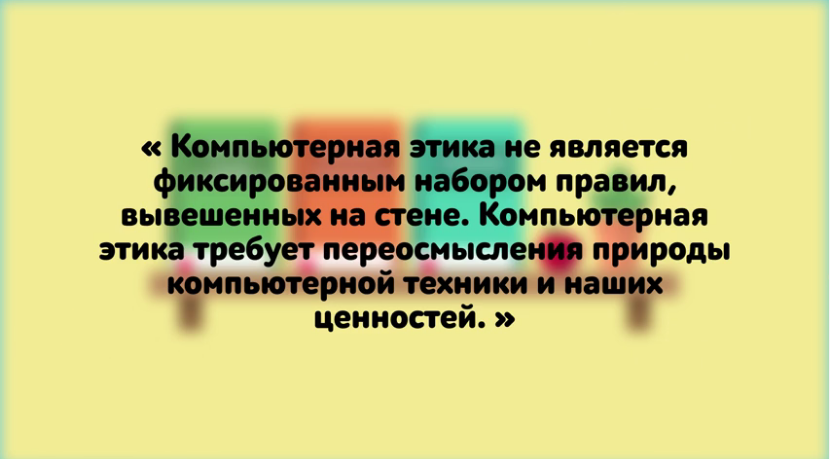 « Компьютерная этика не является
фиксированным набором правил,
вывешенных на стене. Компьютерная
этика требует переосмысления природы
компьютерной техники и наших
ценностей. »